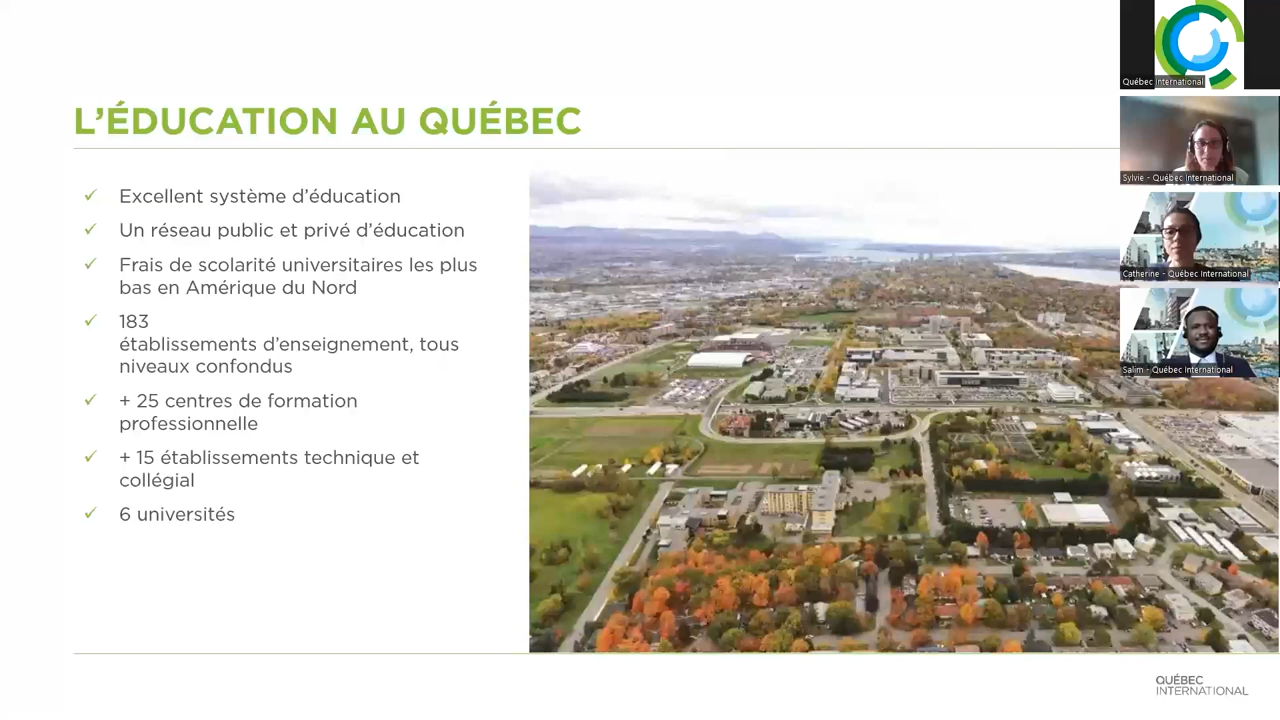 L'ÉDUCATION AU QUÉBEC
✓ Excellent système d'éducation
✓ Un réseau public et privé d'éducation
✓ Frais de scolarité universitaires les plus
bas en Amérique du Nord
✓ 183
établissements d'enseignement, tous
niveaux confondus
✓ + 25 centres de formation
professionnelle
✓ + 15 établissements technique et
collégial
✓ 6 universités
Québec International
Sylvie - Québec International
Catherine - Québec International
Salim - Québec International
QUÉBEC
INTERNATIONAL